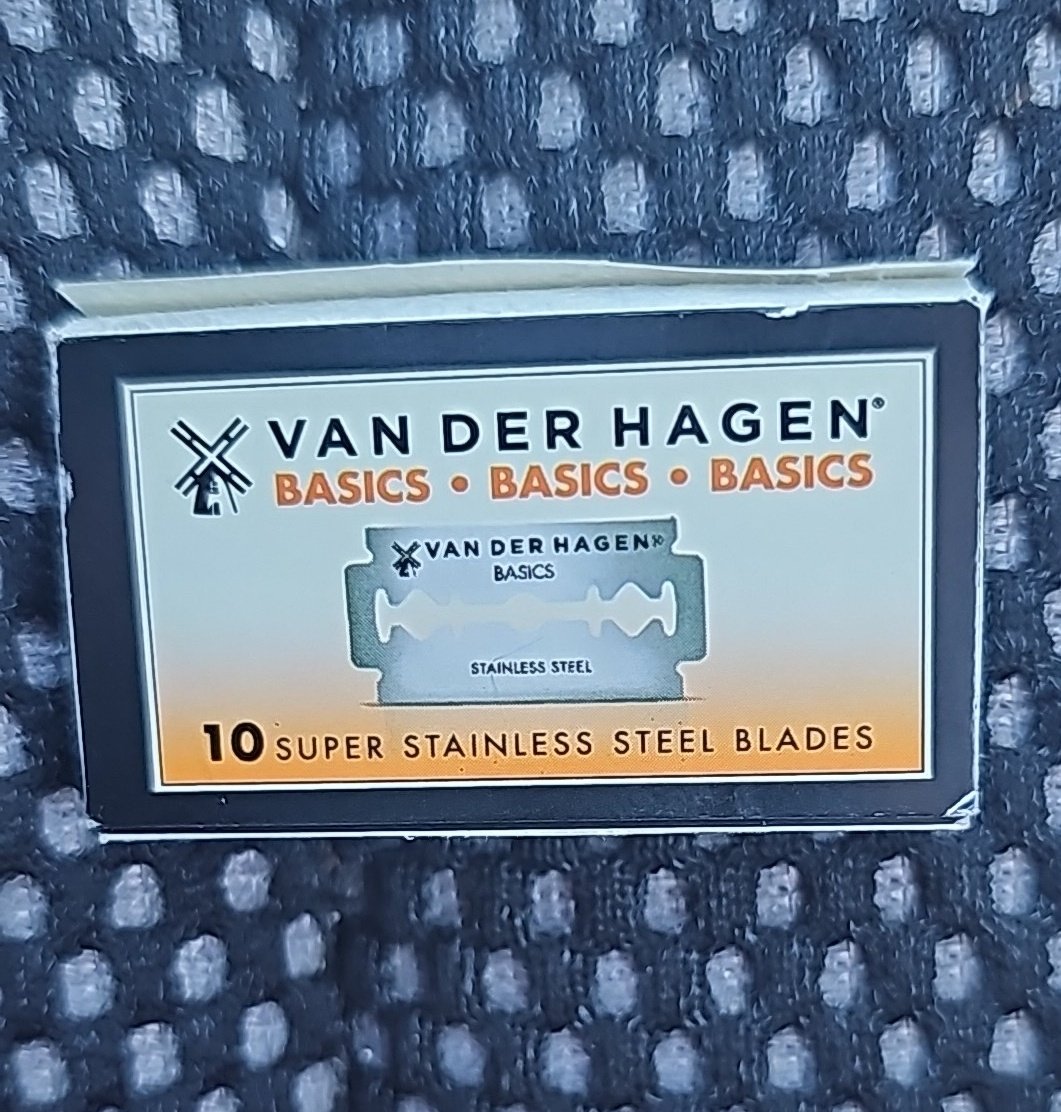 VAN DER HAGEN®
BASICS • BASICS • BASICS
VAN DER HAGEN®
BASICS
STAINLESS STEEL
10 SUPER STAINLESS STEEL BLADES